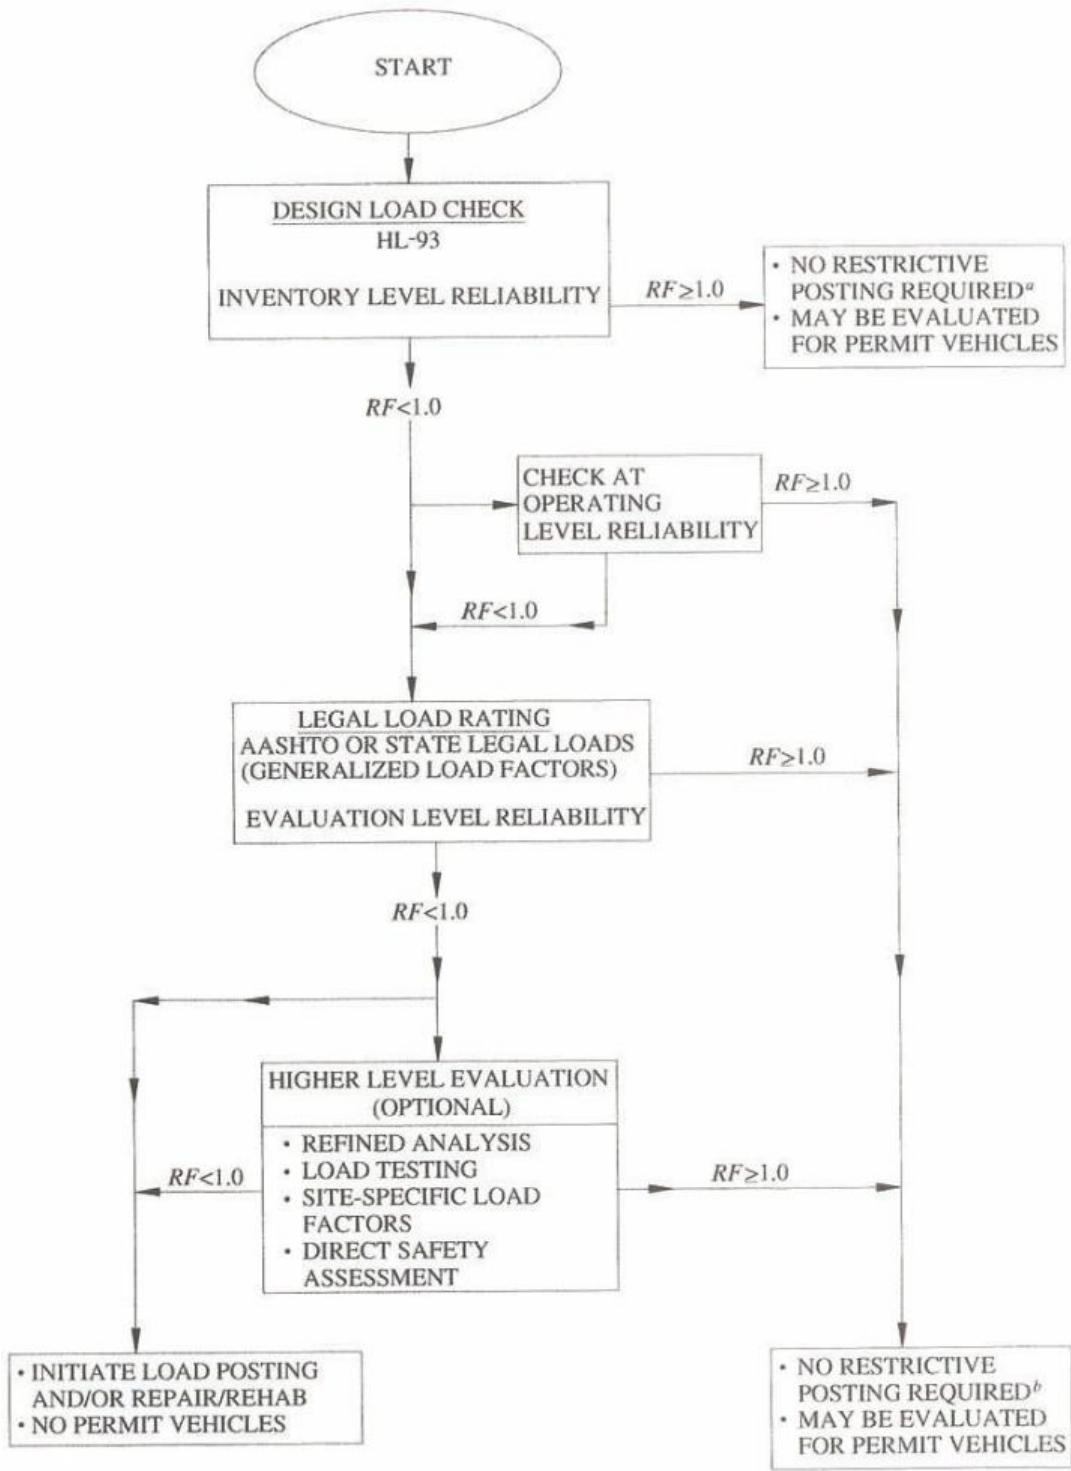 START
DESIGN LOAD CHECK
HL-93
INVENTORY LEVEL RELIABILITY
RF≥1.0
• NO RESTRICTIVE
POSTING REQUIREDᵃ
• MAY BE EVALUATED
FOR PERMIT VEHICLES
RF<1.0
CHECK AT
OPERATING
LEVEL RELIABILITY
RF≥1.0
RF<1.0
LEGAL LOAD RATING
AASHTO OR STATE LEGAL LOADS
(GENERALIZED LOAD FACTORS)
EVALUATION LEVEL RELIABILITY
RF≥1.0
RF<1.0
HIGHER LEVEL EVALUATION
(OPTIONAL)
• REFINED ANALYSIS
• LOAD TESTING
• SITE-SPECIFIC LOAD
FACTORS
• DIRECT SAFETY
ASSESSMENT
RF<1.0
RF≥1.0
• INITIATE LOAD POSTING
AND/OR REPAIR/REHAB
• NO PERMIT VEHICLES
• NO RESTRICTIVE
POSTING REQUIREDᵇ
• MAY BE EVALUATED
FOR PERMIT VEHICLES